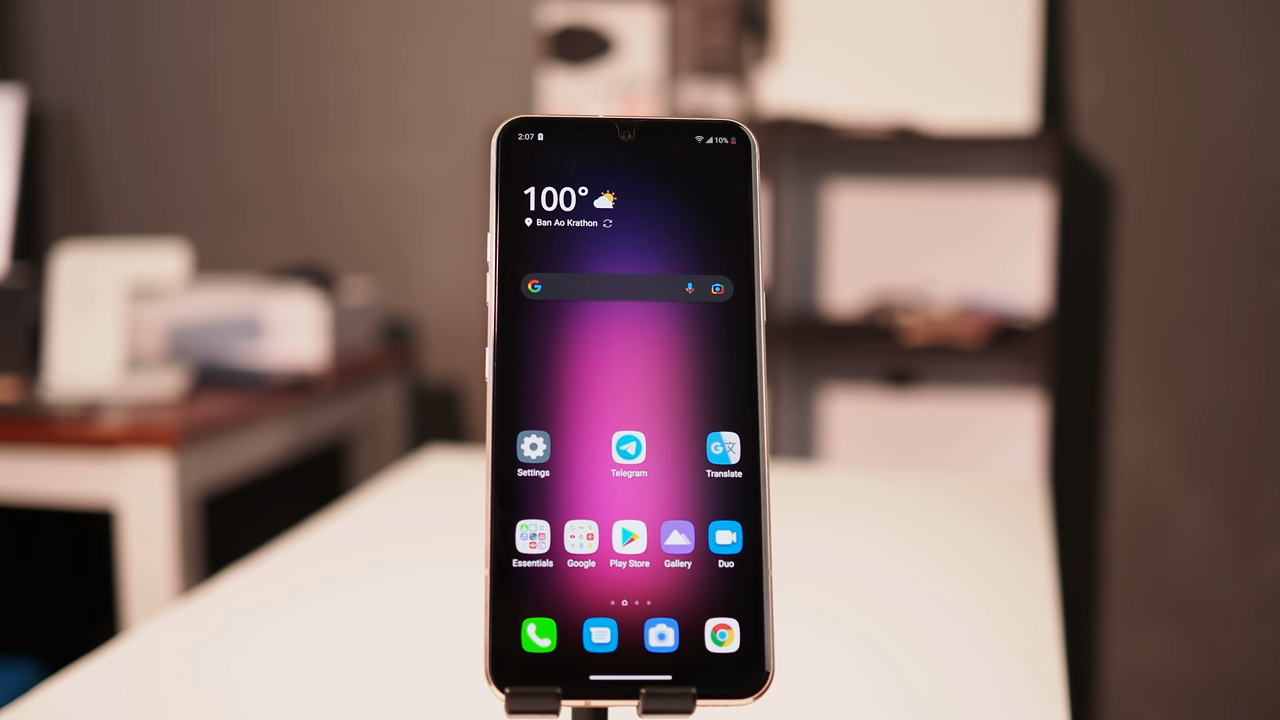 2:07 10%
100°
Ban Ao Krathon
G
Settings Telegram Translate
Essentials Google Play Store Gallery Duo